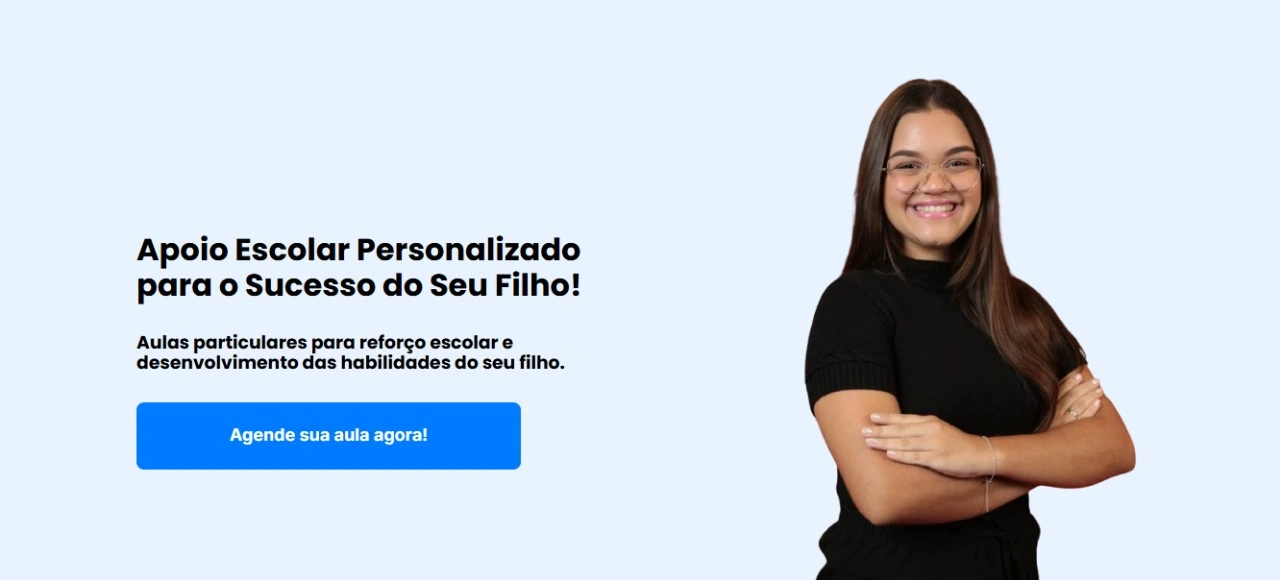 Apoio Escolar Personalizado
para o Sucesso do Seu Filho!
Aulas particulares para reforço escolar e
desenvolvimento das habilidades do seu filho.
Agende sua aula agora!